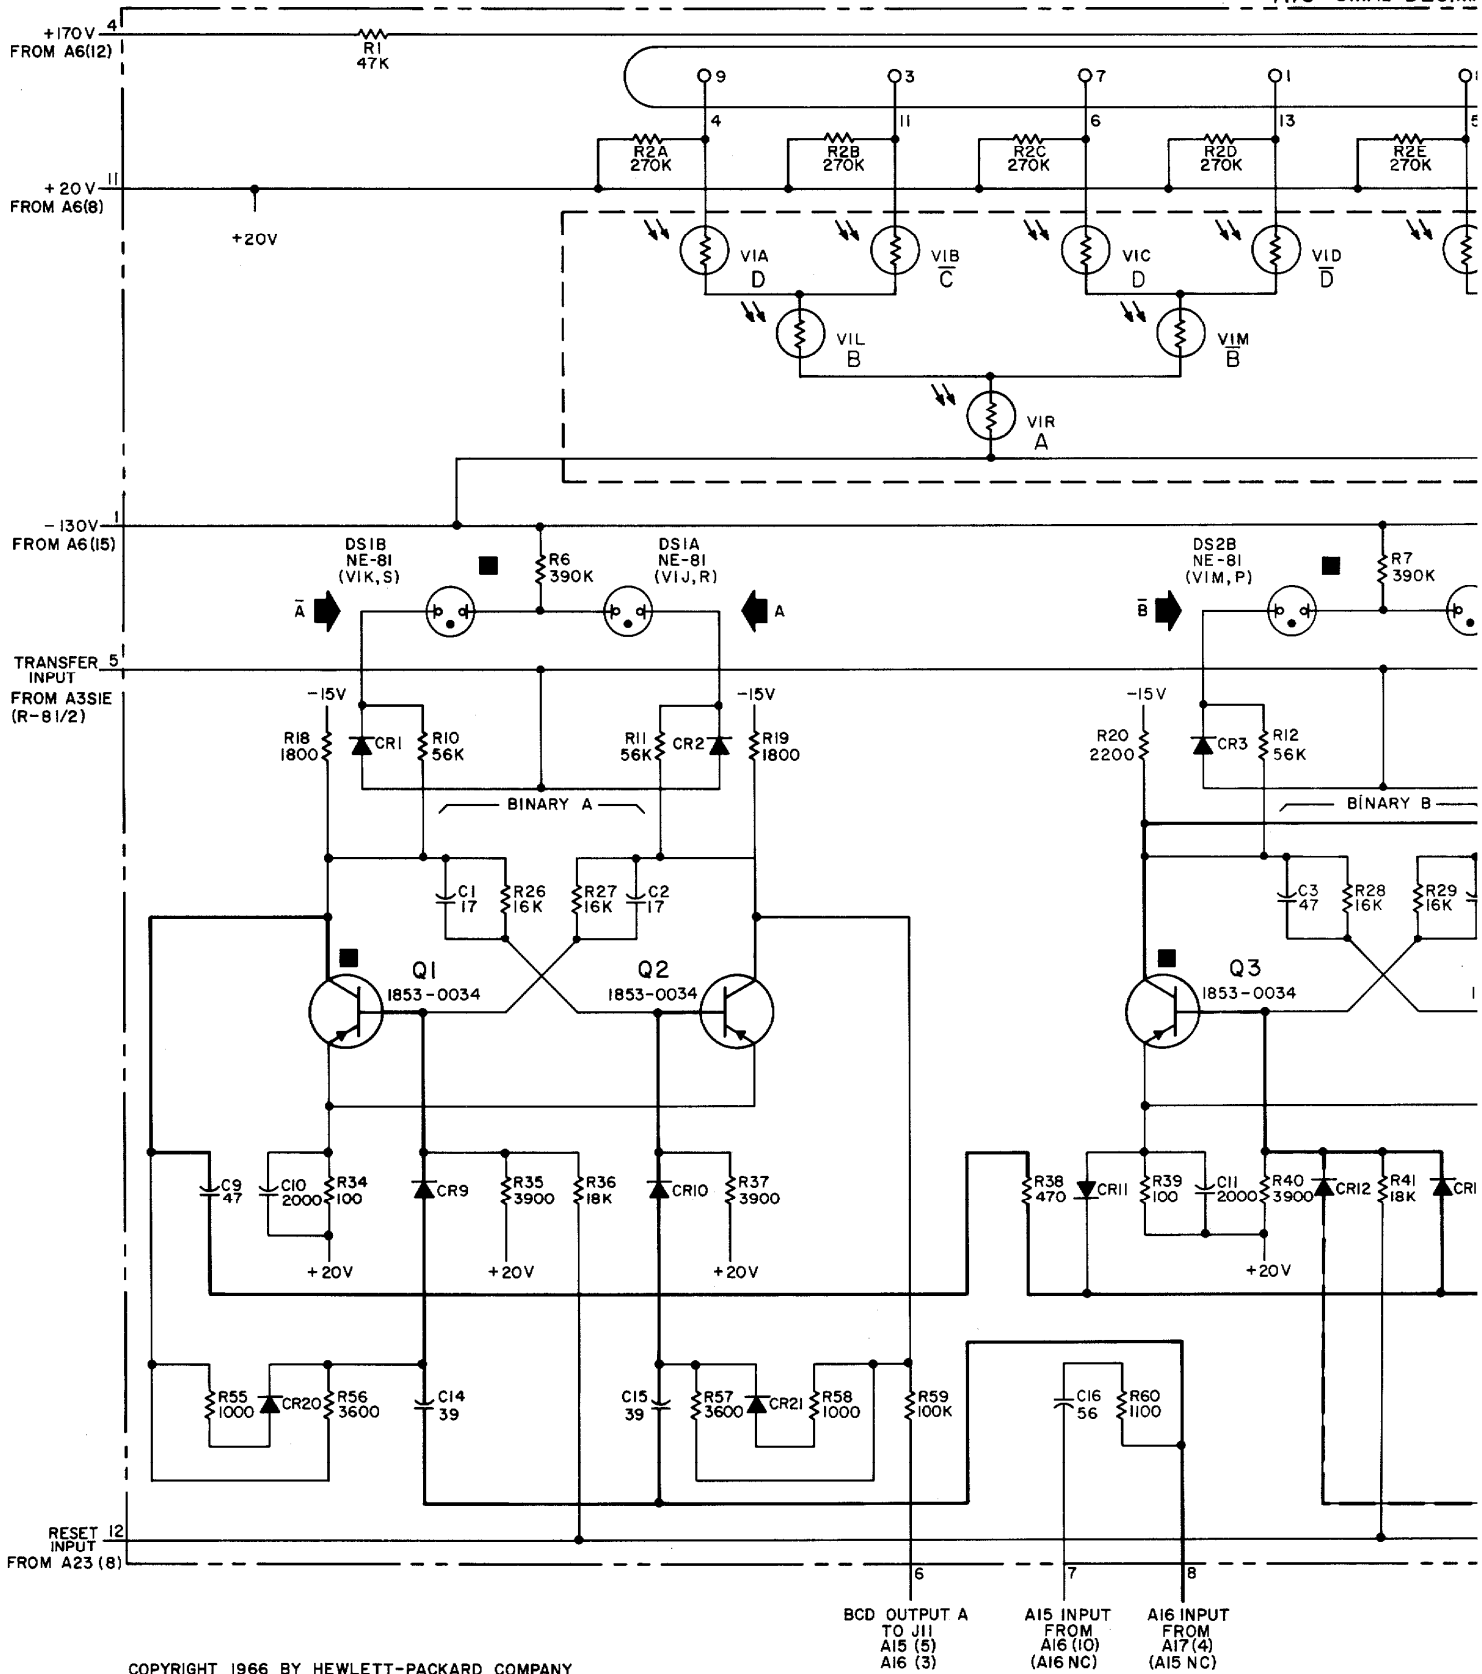 +170V 4
FROM A6(12)
R1
47K
9
3
7
1
4
11
6
13
5
R2A
270K
R2B
270K
R2C
270K
R2D
270K
R2E
270K
+20V 11
FROM A6(8)
+20V
V1A
D
V1B
C̅
V1C
D
V1D
D̅
V1L
B
V1M
B̅
V1R
A
-130V 1
FROM A6(15)
DS1B
NE-81
(V1K,S)
R6
390K
DS1A
NE-81
(V1J,R)
DS2B
NE-81
(V1M,P)
R7
390K
A̅
A
B̅
TRANSFER 5
INPUT
FROM A3S1E
(R-81/2)
-15V
-15V
-15V
R18
1800
CR1
R10
56K
R11
56K
CR2
R19
1800
R20
2200
CR3
R12
56K
BINARY A
BINARY B
C1
17
R26
16K
R27
16K
C2
17
C3
47
R28
16K
R29
16K
Q1
1853-0034
Q2
1853-0034
Q3
1853-0034
C9
47
C10
2000
R34
100
CR9
R35
3900
R36
18K
CR10
R37
3900
R38
470
CR11
R39
100
C11
2000
R40
3900
CR12
R41
18K
+20V
+20V
+20V
+20V
R55
1000
CR20
R56
3600
C14
39
C15
39
R57
3600
CR21
R58
1000
R59
100K
C16
56
R60
1100
RESET 12
INPUT
FROM A23(8)
6
7
8
BCD OUTPUT A
TO J11
A15 (5)
A16 (3)
A15 INPUT
FROM
A16(10)
(A16 NC)
A16 INPUT
FROM
A17(4)
(A15 NC)
COPYRIGHT 1966 BY HEWLETT-PACKARD COMPANY